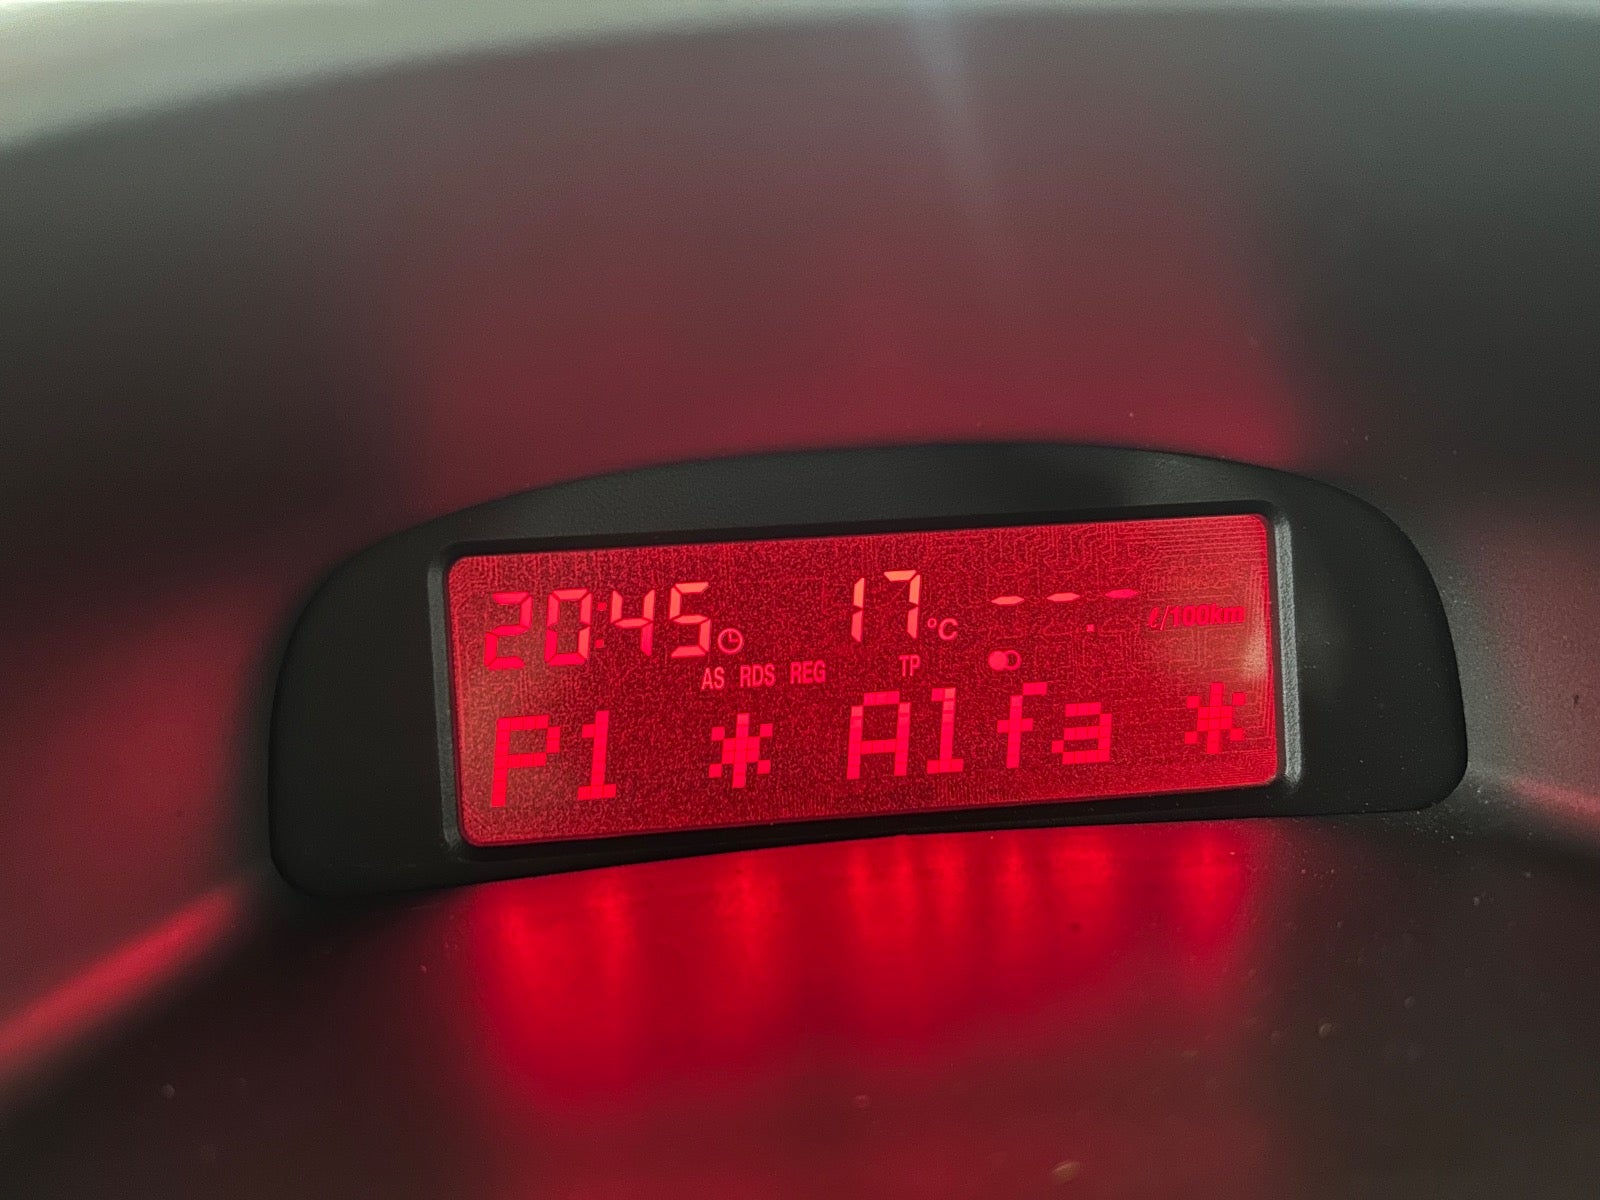 20:45 17 °C --.- ℓ/100km
AS RDS REG TP
P1 * Alfa *